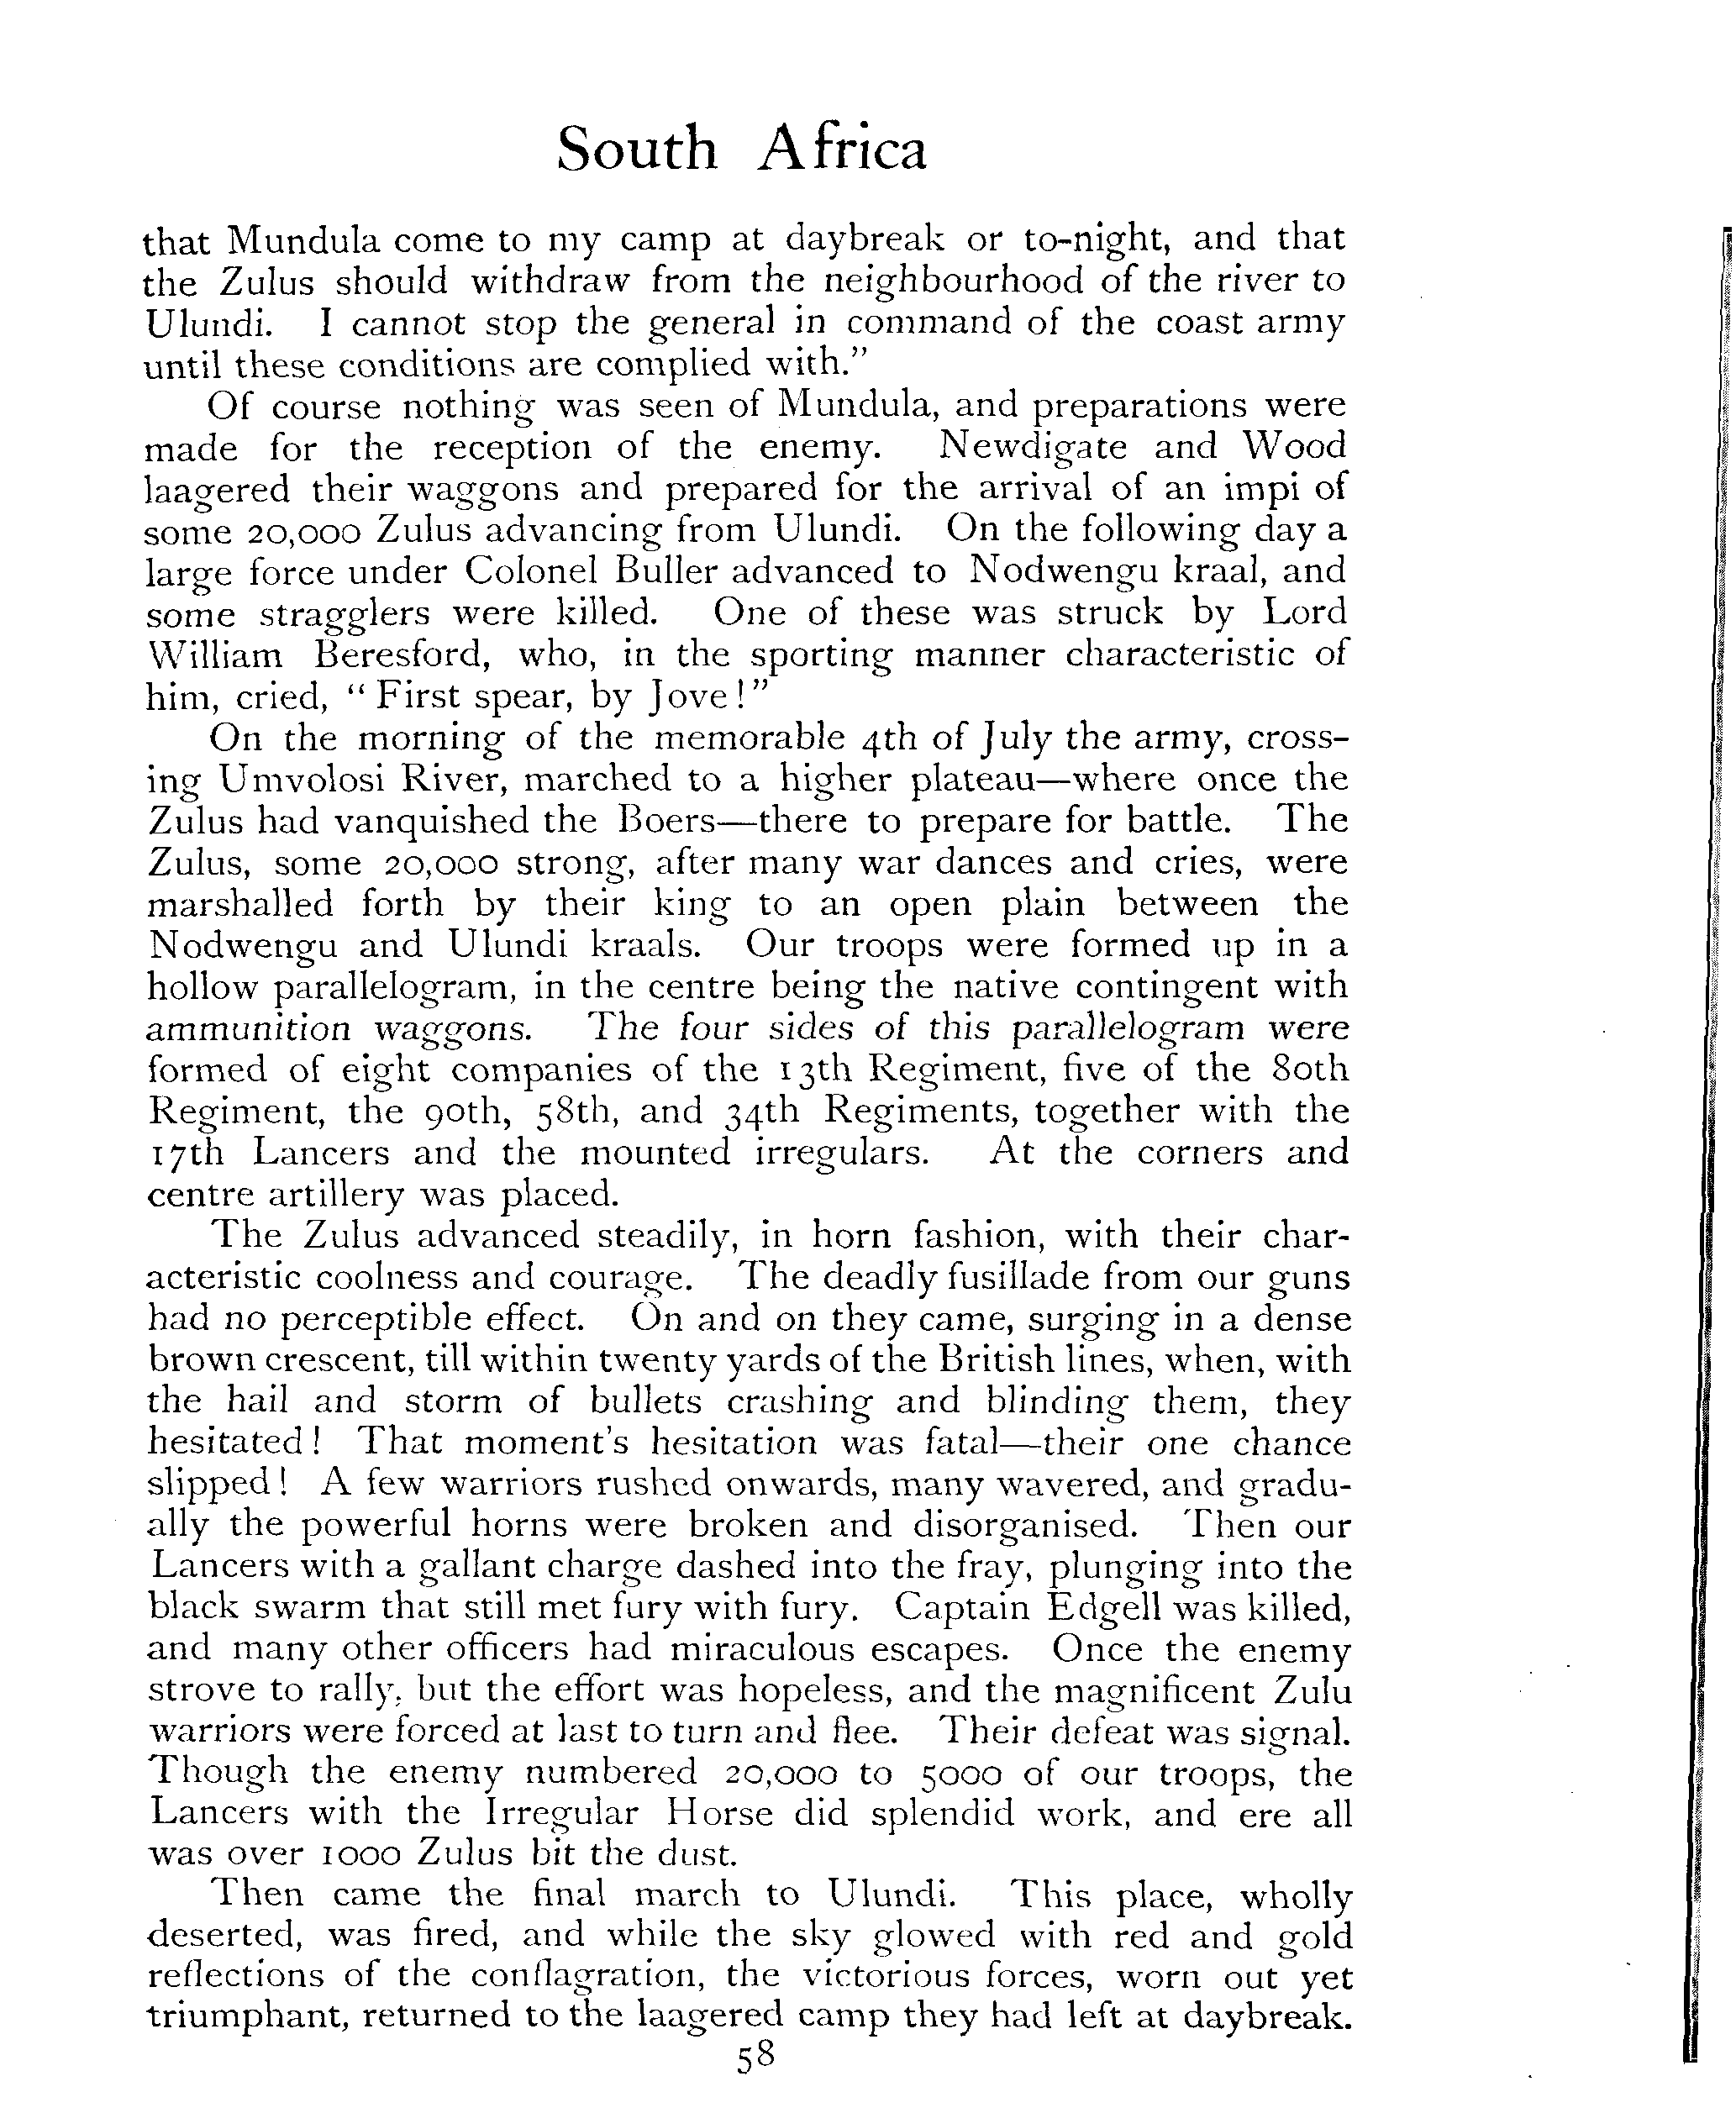 South Africa
that Mundula come to my camp at daybreak or to-night, and that
the Zulus should withdraw from the neighbourhood of the river to
Ulundi. I cannot stop the general in command of the coast army
until these conditions are complied with.”
Of course nothing was seen of Mundula, and preparations were
made for the reception of the enemy. Newdigate and Wood
laagered their waggons and prepared for the arrival of an impi of
some 20,000 Zulus advancing from Ulundi. On the following day a
large force under Colonel Buller advanced to Nodwengu kraal, and
some stragglers were killed. One of these was struck by Lord
William Beresford, who, in the sporting manner characteristic of
him, cried, “ First spear, by Jove !”
On the morning of the memorable 4th of July the army, cross-
ing Umvolosi River, marched to a higher plateau—where once the
Zulus had vanquished the Boers—there to prepare for battle. The
Zulus, some 20,000 strong, after many war dances and cries, were
marshalled forth by their king to an open plain between the
Nodwengu and Ulundi kraals. Our troops were formed up in a
hollow parallelogram, in the centre being the native contingent with
ammunition waggons. The four sides of this parallelogram were
formed of eight companies of the 13th Regiment, five of the 80th
Regiment, the 90th, 58th, and 34th Regiments, together with the
17th Lancers and the mounted irregulars. At the corners and
centre artillery was placed.
The Zulus advanced steadily, in horn fashion, with their char-
acteristic coolness and courage. The deadly fusillade from our guns
had no perceptible effect. On and on they came, surging in a dense
brown crescent, till within twenty yards of the British lines, when, with
the hail and storm of bullets crashing and blinding them, they
hesitated ! That moment's hesitation was fatal—their one chance
slipped ! A few warriors rushed onwards, many wavered, and gradu-
ally the powerful horns were broken and disorganised. Then our
Lancers with a gallant charge dashed into the fray, plunging into the
black swarm that still met fury with fury. Captain Edgell was killed,
and many other officers had miraculous escapes. Once the enemy
strove to rally, but the effort was hopeless, and the magnificent Zulu
warriors were forced at last to turn and flee. Their defeat was signal.
Though the enemy numbered 20,000 to 5000 of our troops, the
Lancers with the Irregular Horse did splendid work, and ere all
was over 1000 Zulus bit the dust.
Then came the final march to Ulundi. This place, wholly
deserted, was fired, and while the sky glowed with red and gold
reflections of the conflagration, the victorious forces, worn out yet
triumphant, returned to the laagered camp they had left at daybreak.
58